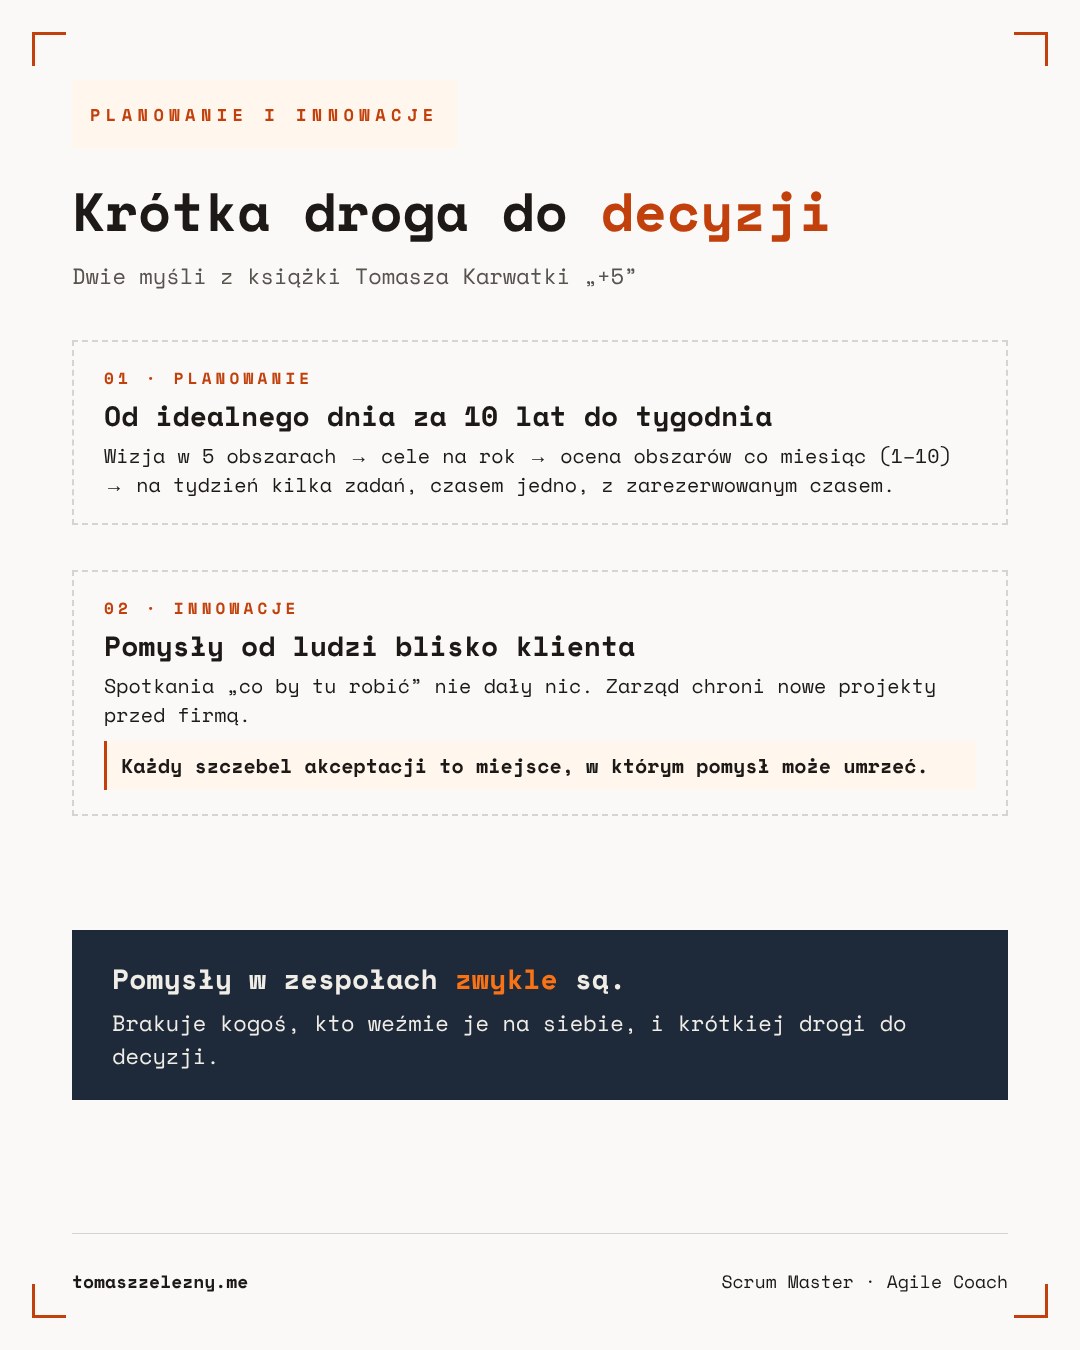 PLANOWANIE I INNOWACJE
Krótka droga do decyzji
Dwie myśli z książki Tomasza Karwatki „+5”
01 · PLANOWANIE
Od idealnego dnia za 10 lat do tygodnia
Wizja w 5 obszarach → cele na rok → ocena obszarów co miesiąc (1–10)
→ na tydzień kilka zadań, czasem jedno, z zarezerwowanym czasem.
02 · INNOWACJE
Pomysły od ludzi blisko klienta
Spotkania „co by tu robić” nie dały nic. Zarząd chroni nowe projekty
przed firmą.
Każdy szczebel akceptacji to miejsce, w którym pomysł może umrzeć.
Pomysły w zespołach zwykle są.
Brakuje kogoś, kto weźmie je na siebie, i krótkiej drogi do
decyzji.
tomaszzelezny.me
Scrum Master · Agile Coach